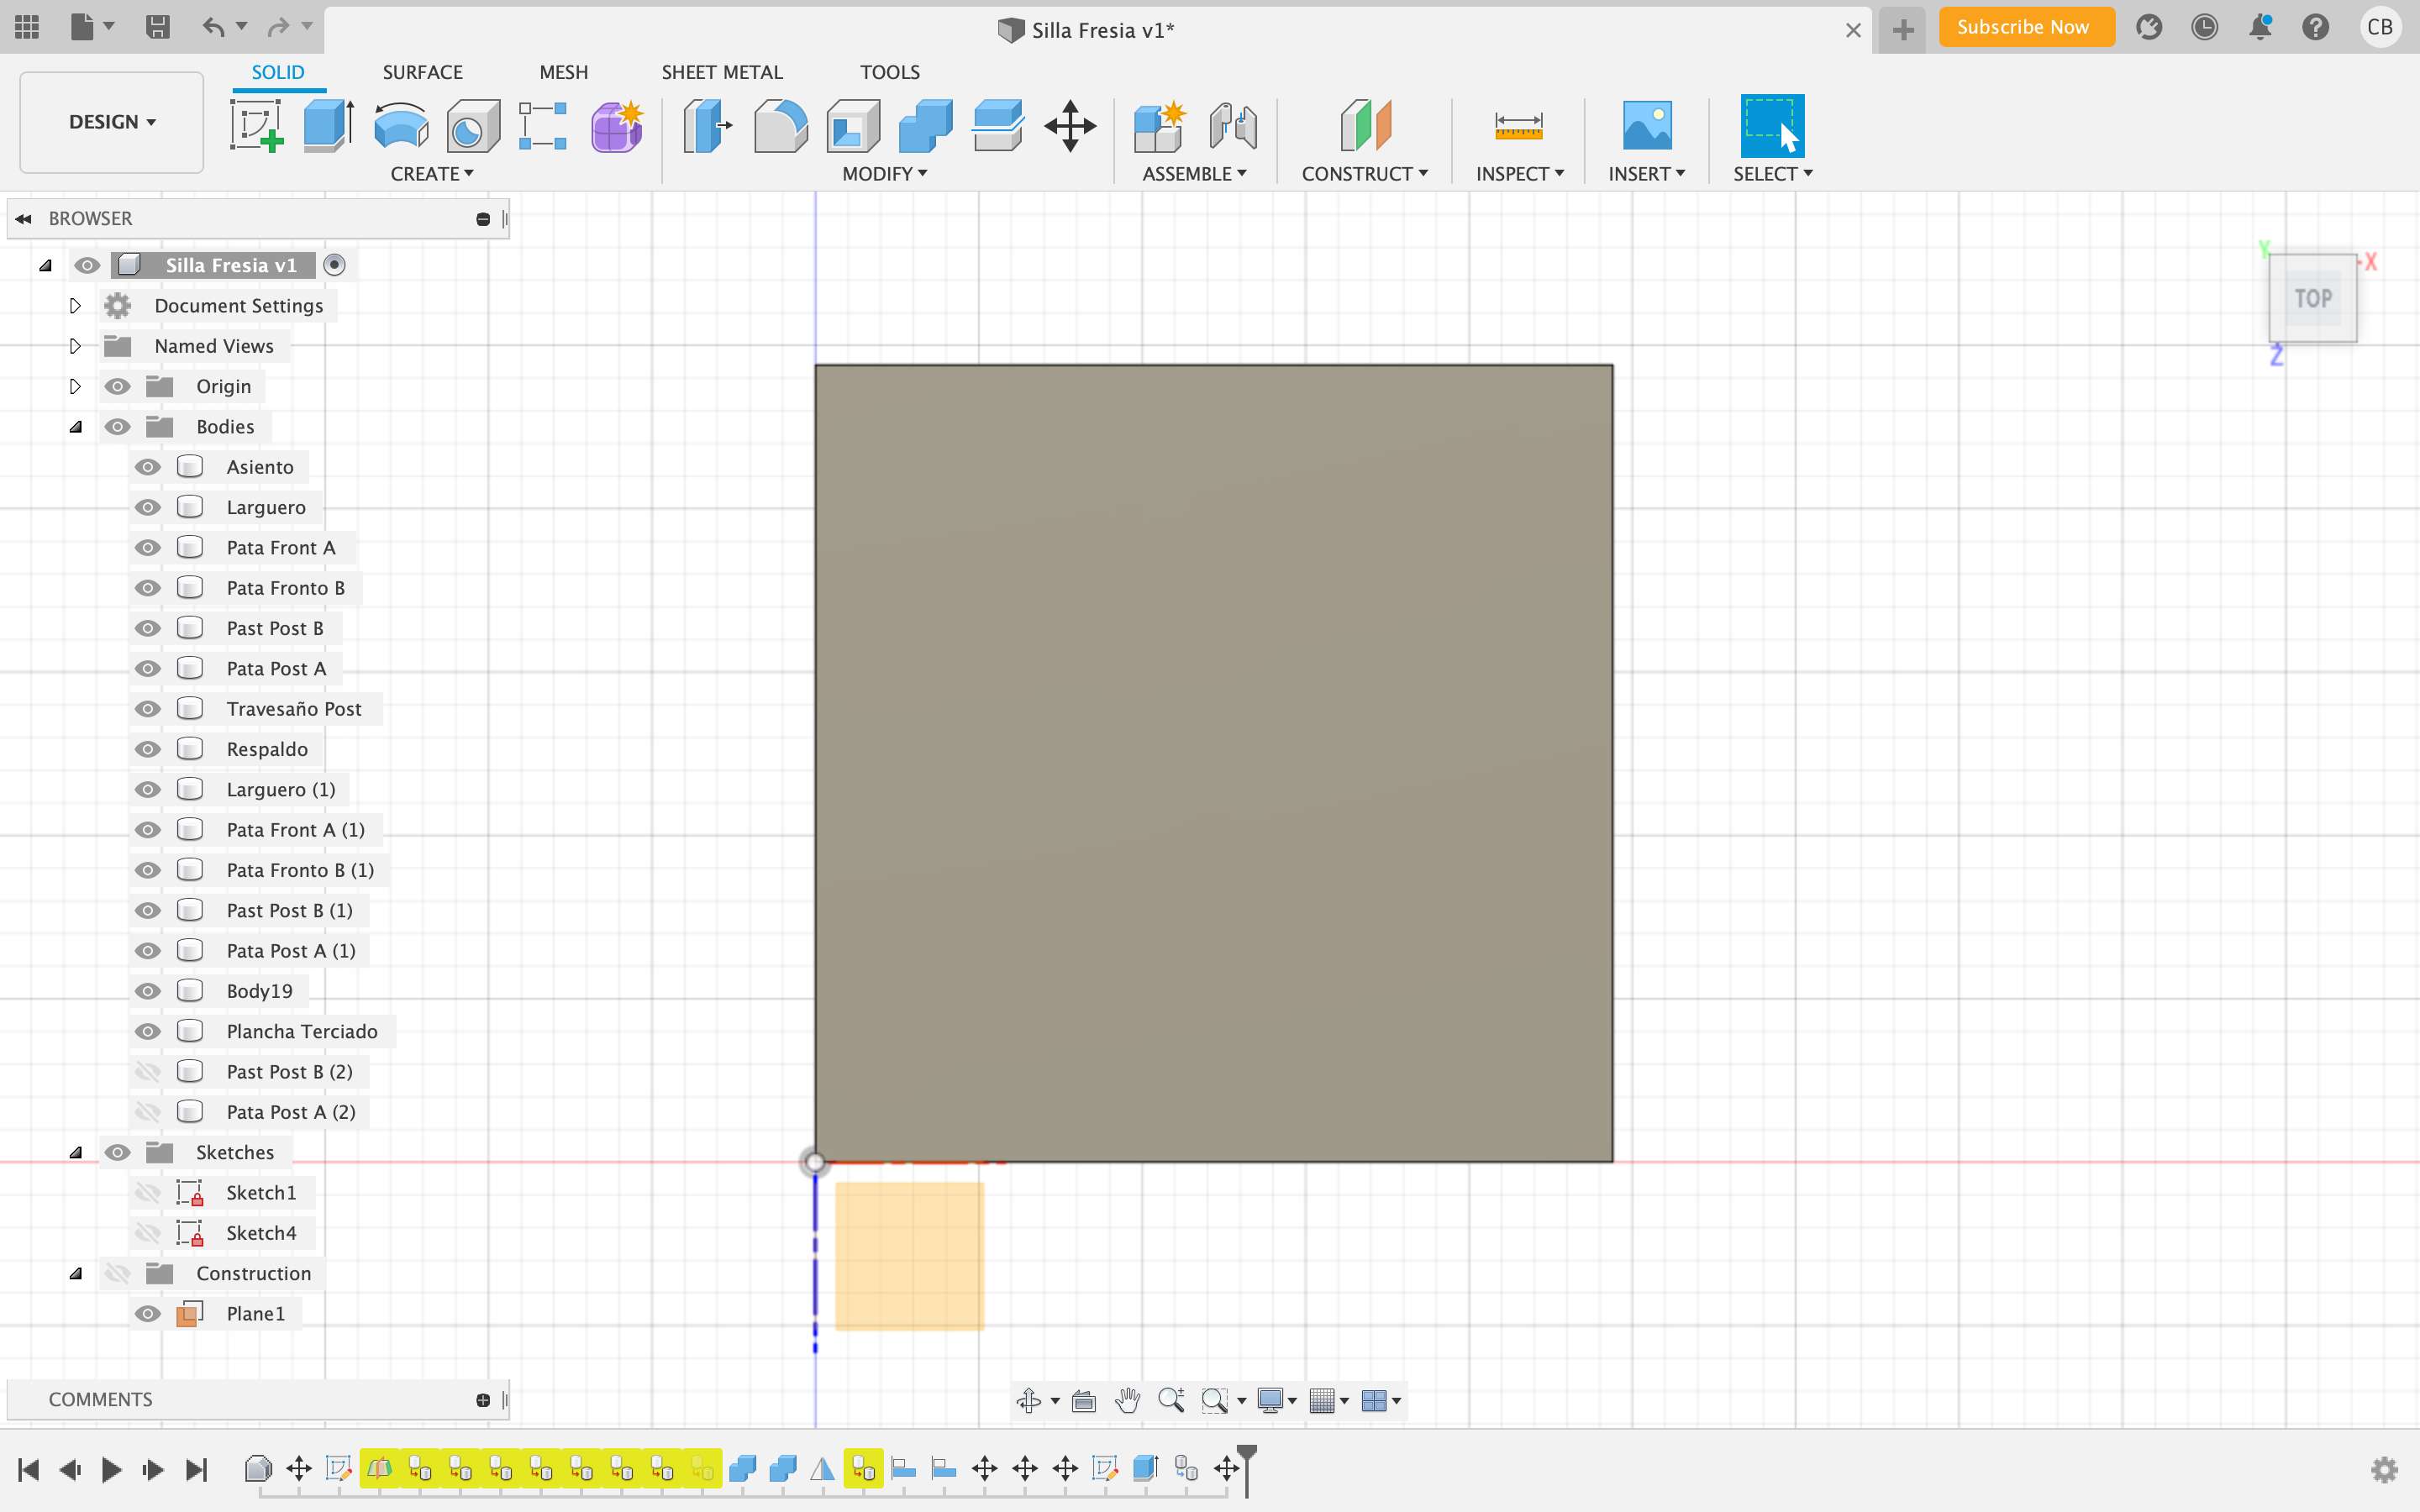 Silla Fresia v1*
Subscribe Now
CB
DESIGN
SOLID
SURFACE
MESH
SHEET METAL
TOOLS
CREATE
MODIFY
ASSEMBLE
CONSTRUCT
INSPECT
INSERT
SELECT
BROWSER
Silla Fresia v1
Document Settings
Named Views
Origin
Bodies
Asiento
Larguero
Pata Front A
Pata Fronto B
Past Post B
Pata Post A
Travesaño Post
Respaldo
Larguero (1)
Pata Front A (1)
Pata Fronto B (1)
Past Post B (1)
Pata Post A (1)
Body19
Plancha Terciado
Past Post B (2)
Pata Post A (2)
Sketches
Sketch1
Sketch4
Construction
Plane1
Y
X
TOP
Z
COMMENTS